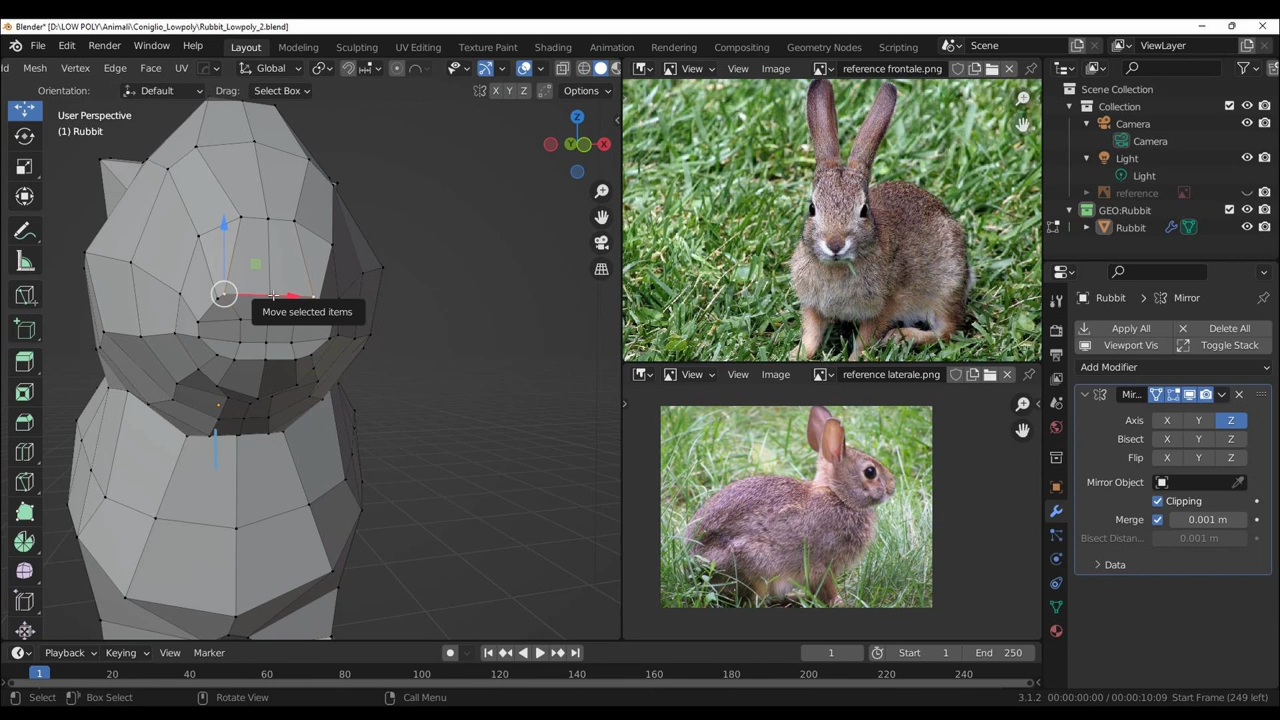 Blender* [D:\LOW POLY\Animali\Coniglio_Lowpoly\Rubbit_Lowpoly_2.blend]
File Edit Render Window Help Layout Modeling Sculpting UV Editing Texture Paint Shading Animation Rendering Compositing Geometry Nodes Scripting Scene ViewLayer
ld Mesh Vertex Edge Face UV Global View View Image reference frontale.png
Orientation: Default Drag: Select Box X Y Z Options
Scene Collection
Collection
Camera
Camera
Light
Light
reference
GEO:Rubbit
Rubbit
User Perspective
(1) Rubbit
Z
Y X
Move selected items
View View Image reference laterale.png
Rubbit Mirror
Apply All Delete All
Viewport Vis Toggle Stack
Add Modifier
Mir...
Axis X Y Z
Bisect X Y Z
Flip X Y Z
Mirror Object
Clipping
Merge 0.001 m
Bisect Distan... 0.001 m
Data
Playback Keying View Marker 1 Start 1 End 250
1 20 40 60 80 100 120 140 160 180 200 220 240
Select Box Select Rotate View Call Menu 3.1.2 00:00:00:00 / 00:00:10:09 Start Frame (249 left)